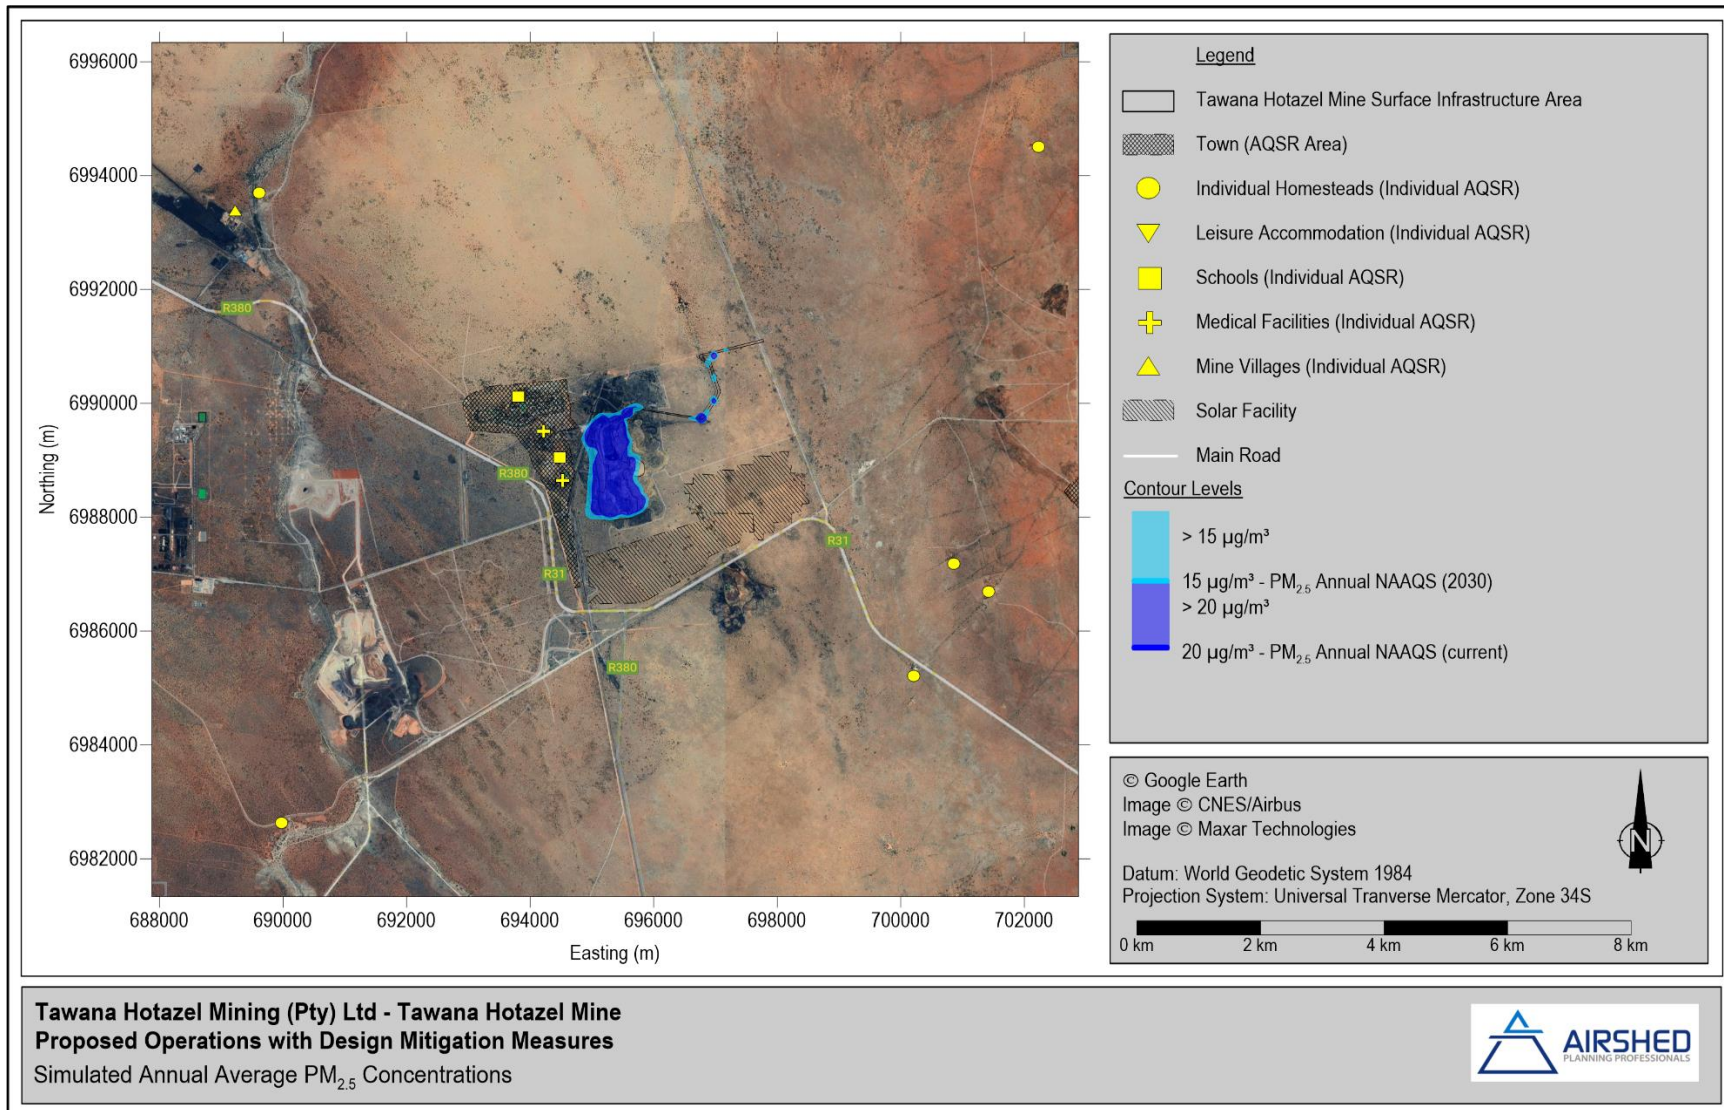 6996000
6994000
6992000
6990000
6988000
6986000
6984000
6982000
Northing (m)
688000 690000 692000 694000 696000 698000 700000 702000
Easting (m)
R380
R380
R31
R31
R380
Legend
Tawana Hotazel Mine Surface Infrastructure Area
Town (AQSR Area)
Individual Homesteads (Individual AQSR)
Leisure Accommodation (Individual AQSR)
Schools (Individual AQSR)
Medical Facilities (Individual AQSR)
Mine Villages (Individual AQSR)
Solar Facility
Main Road
Contour Levels
> 15 µg/m³
15 µg/m³ - PM2.5 Annual NAAQS (2030)
> 20 µg/m³
20 µg/m³ - PM2.5 Annual NAAQS (current)
© Google Earth
Image © CNES/Airbus
Image © Maxar Technologies
N
Datum: World Geodetic System 1984
Projection System: Universal Tranverse Mercator, Zone 34S
0 km 2 km 4 km 6 km 8 km
Tawana Hotazel Mining (Pty) Ltd - Tawana Hotazel Mine
Proposed Operations with Design Mitigation Measures
Simulated Annual Average PM2.5 Concentrations
AIRSHED
PLANNING PROFESSIONALS